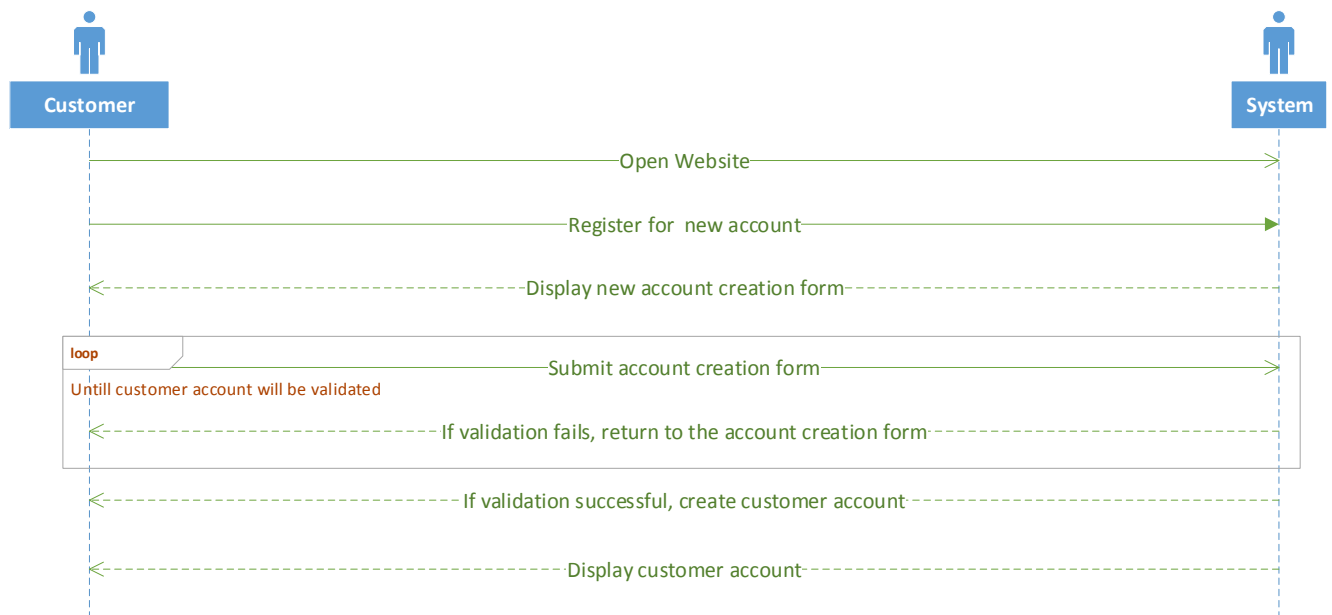 Customer
System
Open Website
Register for  new account
Display new account creation form
loop
Submit account creation form
Untill customer account will be validated
If validation fails, return to the account creation form
If validation successful, create customer account
Display customer account